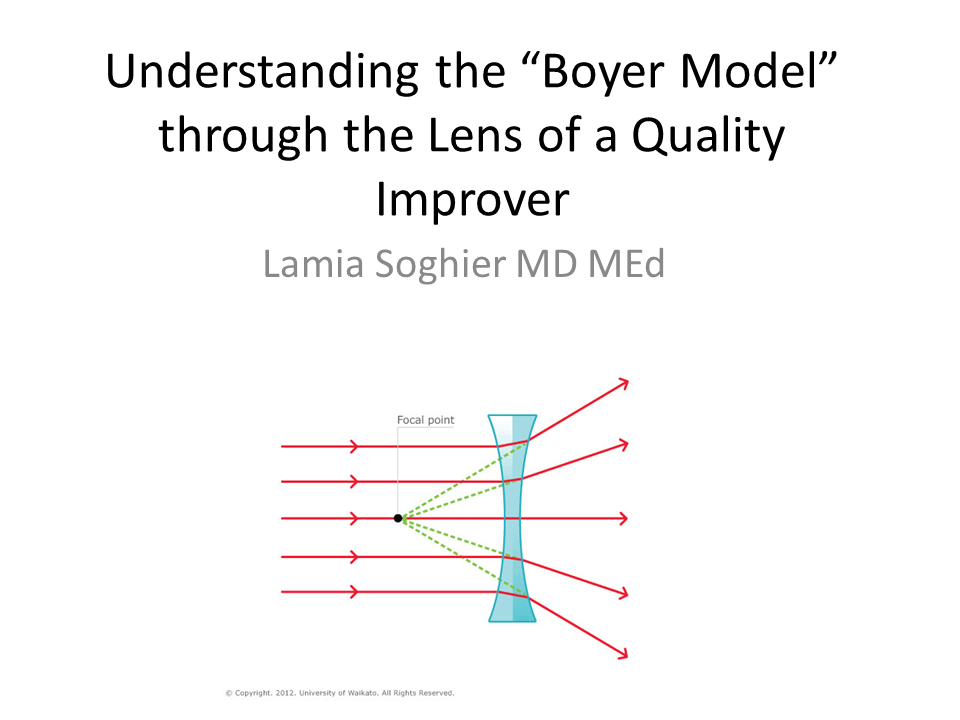 Understanding the “Boyer Model”
through the Lens of a Quality
Improver
Lamia Soghier MD MEd
Focal point
© Copyright. 2012. University of Waikato. All Rights Reserved.